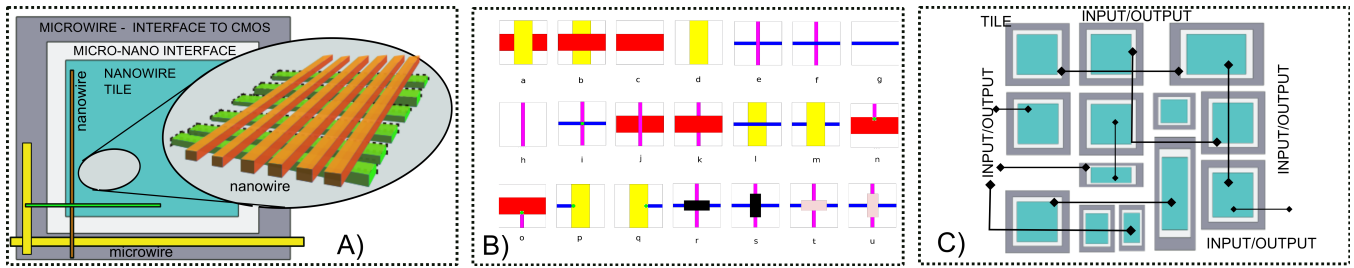 MICROWIRE - INTERFACE TO CMOS
MICRO-NANO INTERFACE
NANOWIRE
TILE
nanowire
nanowire
microwire
A)
a b c d e f g
h i j k l m n
o p q r s t u
B)
TILE
INPUT/OUTPUT
INPUT/OUTPUT
INPUT/OUTPUT
INPUT/OUTPUT
C)